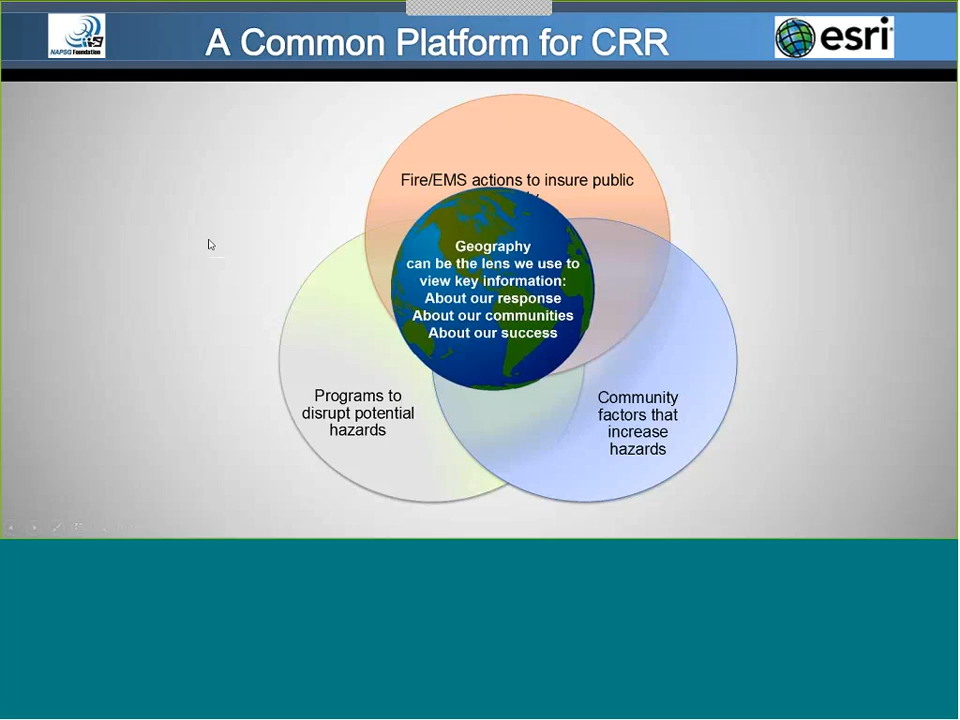 NAPSG Foundation
A Common Platform for CRR
esri
Fire/EMS actions to insure public
Geography
can be the lens we use to
view key information:
About our response
About our communities
About our success
Programs to
disrupt potential
hazards
Community
factors that
increase
hazards